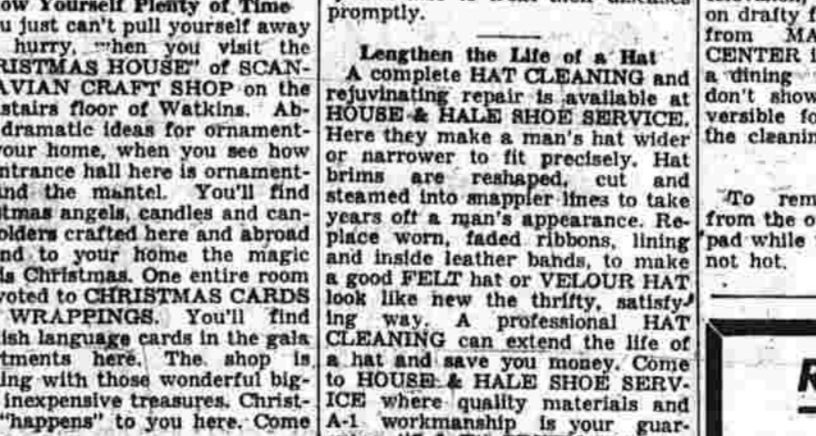 ow Yourself Plenty of Time
u just can't pull yourself away
hurry, when you visit the
RISTMAS HOUSE" of SCAN-
AVIAN CRAFT SHOP on the
stairs floor of Watkins. Ab-
dramatic ideas for ornament-
your home, when you see how
ntrance hall here is ornament-
und the mantel. You'll find
stmas angels, candles and can-
olders crafted here and abroad
nd to your home the magic
is Christmas. One entire room
voted to CHRISTMAS CARDS
WRAPPINGS. You'll find
ish language cards in the gala
rtments here. The shop is
ing with those wonderful big-
inexpensive treasures. Christ-
"happens" to you here. Come
promptly.
Lengthen the Life of a Hat
A complete HAT CLEANING and
rejuvinating repair is available at
HOUSE & HALE SHOE SERVICE.
Here they make a man's hat wider
or narrower to fit precisely. Hat
brims are reshaped, cut and
steamed into snappier lines to take
years off a man's appearance. Re-
place worn, faded ribbons, lining
and inside leather bands, to make
a good FELT hat or VELOUR HAT
look like new the thrifty, satisfy-
ing way. A professional HAT
CLEANING can extend the life of
a hat and save you money. Come
to HOUSE & HALE SHOE SERV-
ICE where quality materials and
A-1 workmanship is your guar-
on drafty f
from MA
CENTER i
a dining
don't show
versible fo
the cleanin
To rem
from the o
pad while
not hot.
R